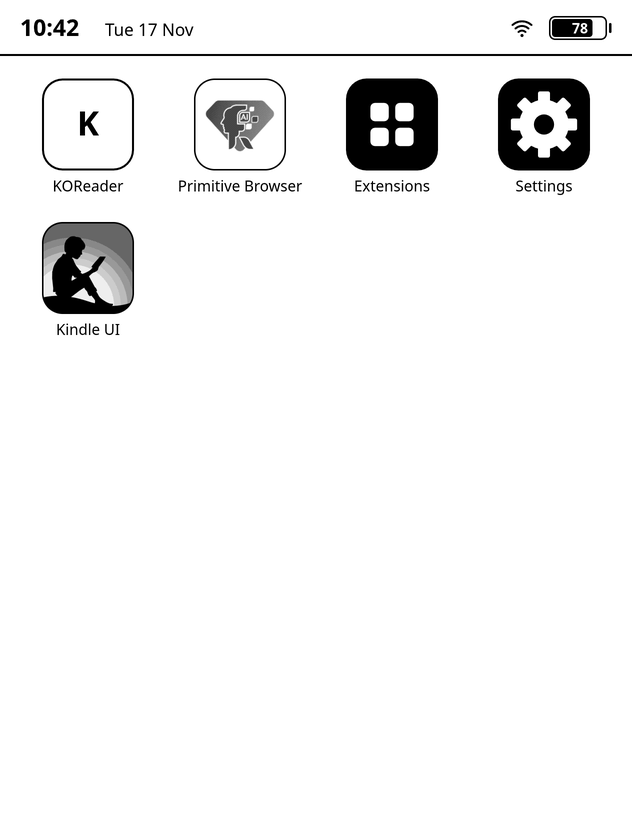 10:42 Tue 17 Nov 78
K
AI
KOReader Primitive Browser Extensions Settings
Kindle UI